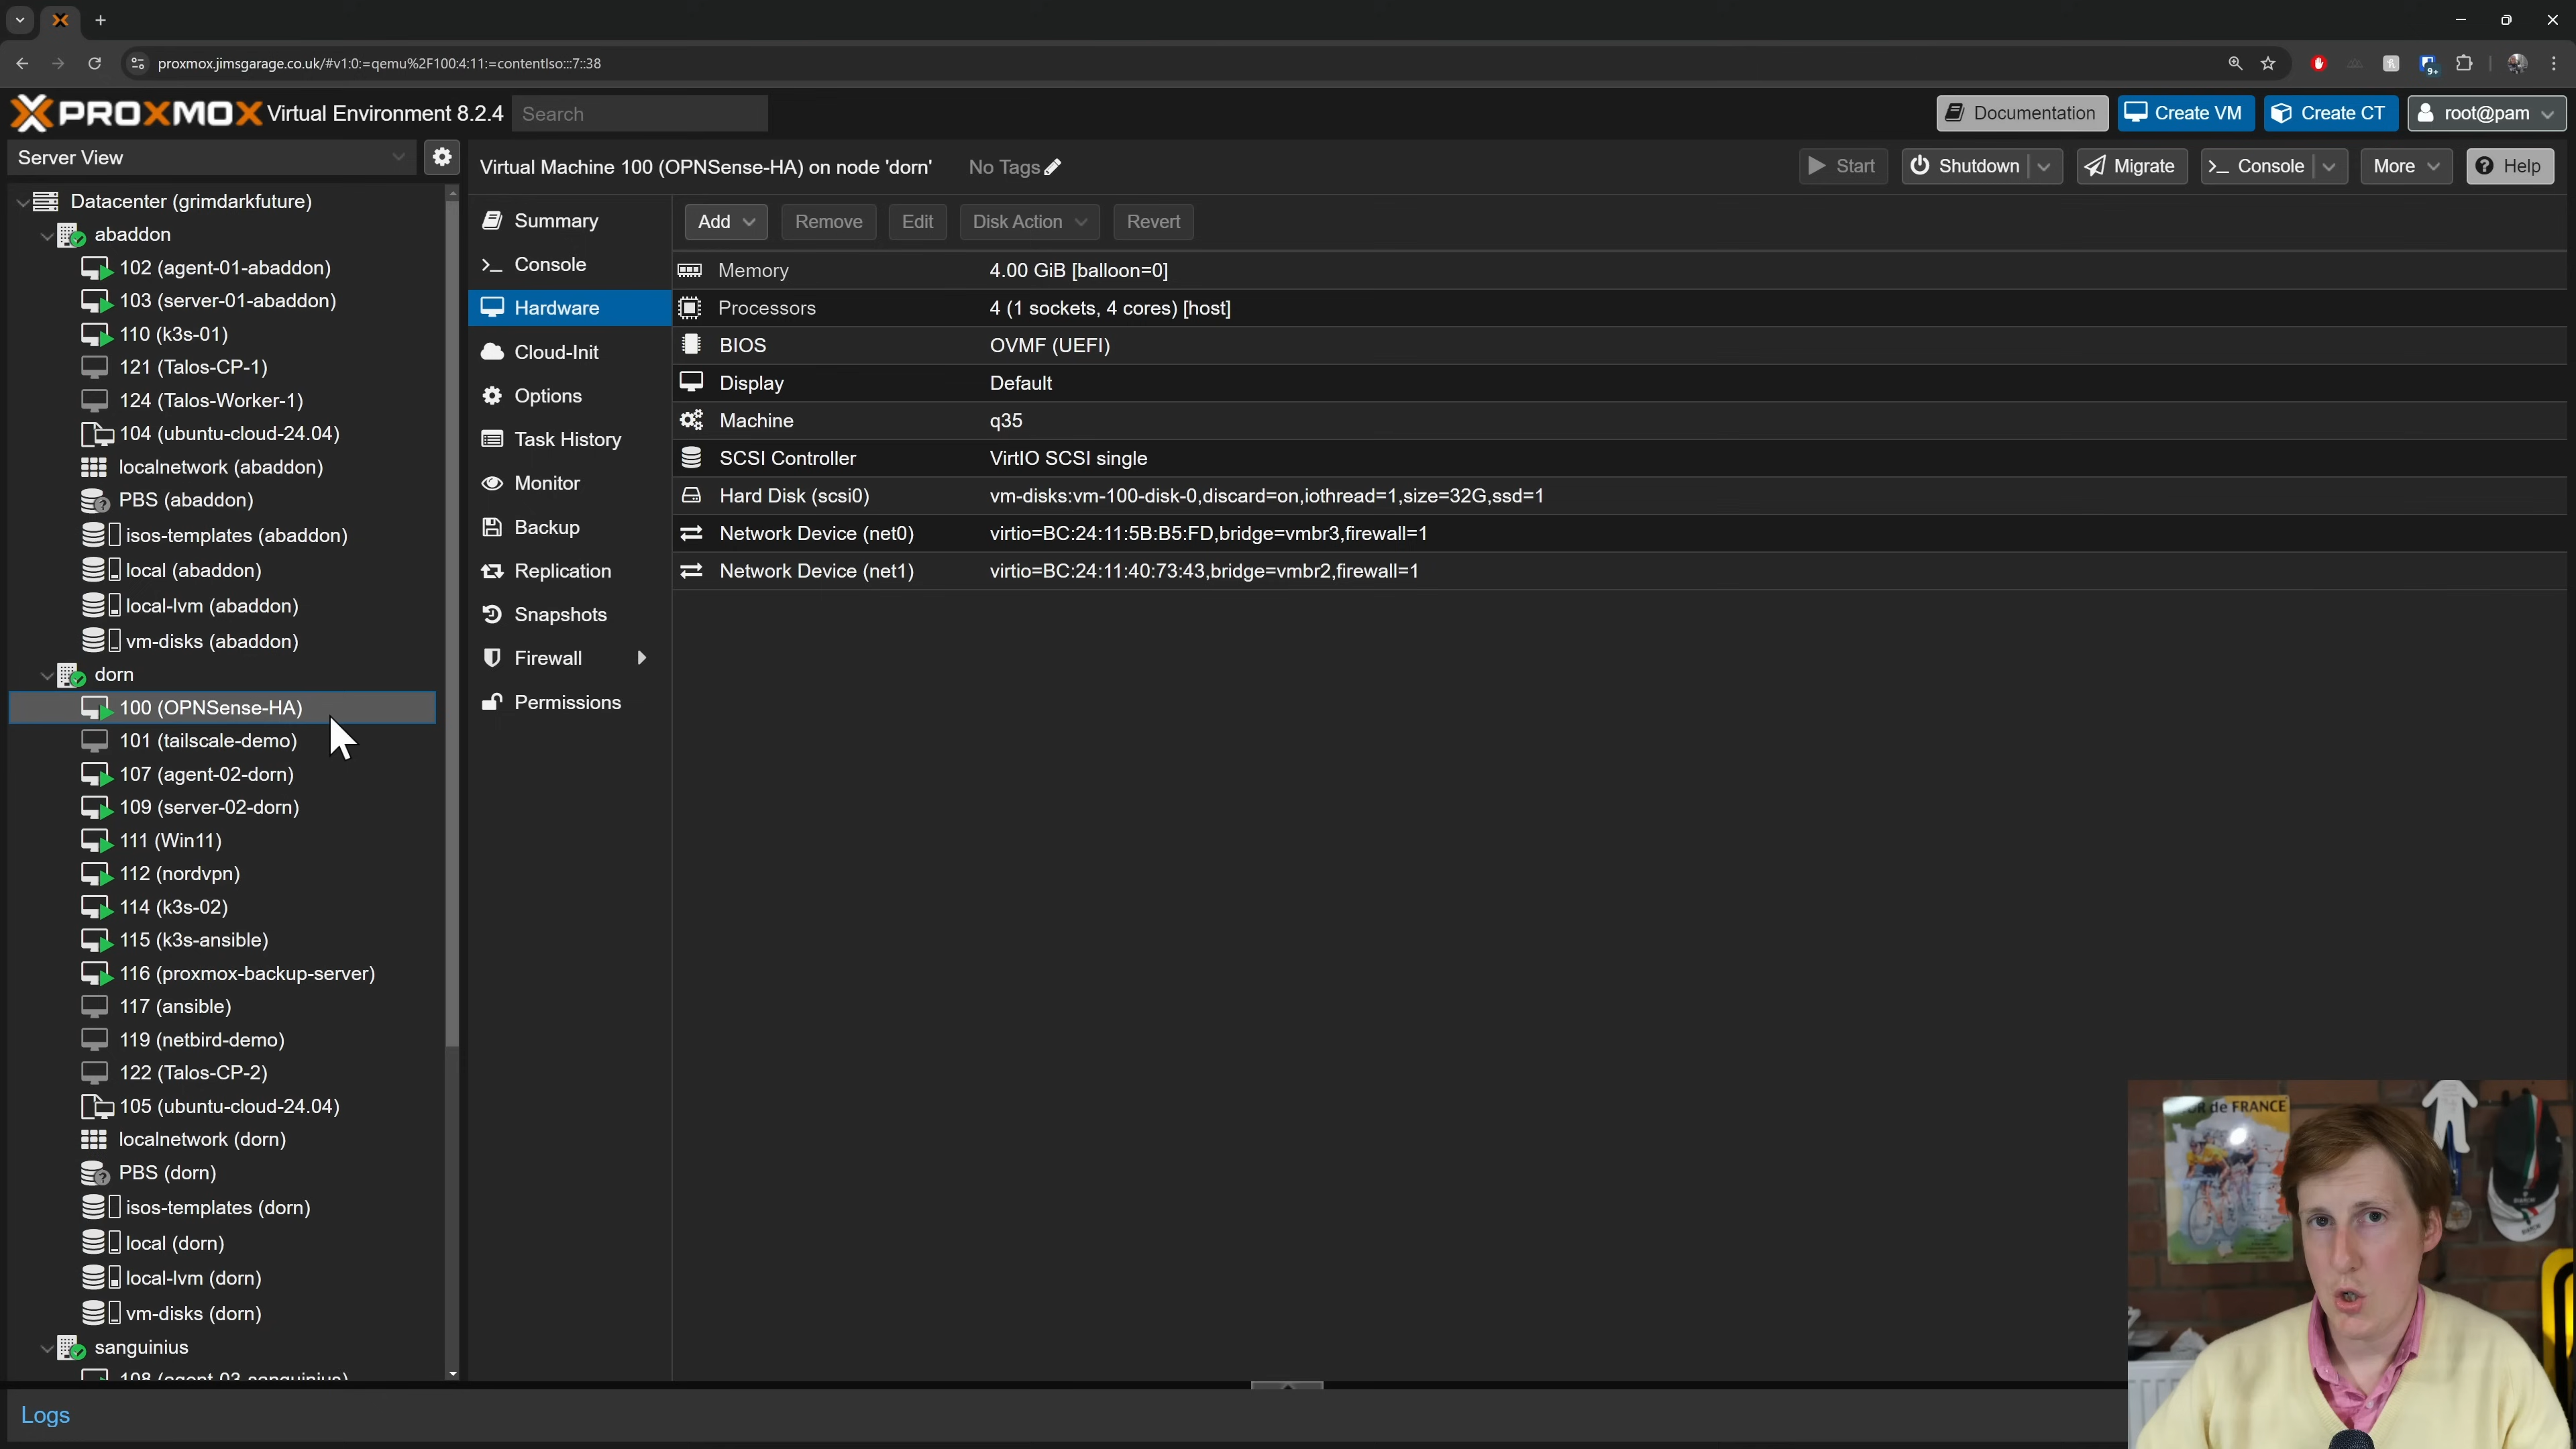 proxmox.jimsgarage.co.uk/#v1:0:=qemu%2F100:4:11:=contentIso:::7::38
9+
PROXMOX Virtual Environment 8.2.4 Search Documentation Create VM Create CT root@pam
Server View
Virtual Machine 100 (OPNSense-HA) on node 'dorn' No Tags Start Shutdown Migrate Console More Help
Datacenter (grimdarkfuture)
abaddon
102 (agent-01-abaddon)
103 (server-01-abaddon)
110 (k3s-01)
121 (Talos-CP-1)
124 (Talos-Worker-1)
104 (ubuntu-cloud-24.04)
localnetwork (abaddon)
PBS (abaddon)
isos-templates (abaddon)
local (abaddon)
local-lvm (abaddon)
vm-disks (abaddon)
dorn
100 (OPNSense-HA)
101 (tailscale-demo)
107 (agent-02-dorn)
109 (server-02-dorn)
111 (Win11)
112 (nordvpn)
114 (k3s-02)
115 (k3s-ansible)
116 (proxmox-backup-server)
117 (ansible)
119 (netbird-demo)
122 (Talos-CP-2)
105 (ubuntu-cloud-24.04)
localnetwork (dorn)
PBS (dorn)
isos-templates (dorn)
local (dorn)
local-lvm (dorn)
vm-disks (dorn)
sanguinius
108 (agent-03-sanguinius)
Summary
Console
Hardware
Cloud-Init
Options
Task History
Monitor
Backup
Replication
Snapshots
Firewall
Permissions
Add Remove Edit Disk Action Revert
Memory 4.00 GiB [balloon=0]
Processors 4 (1 sockets, 4 cores) [host]
BIOS OVMF (UEFI)
Display Default
Machine q35
SCSI Controller VirtIO SCSI single
Hard Disk (scsi0) vm-disks:vm-100-disk-0,discard=on,iothread=1,size=32G,ssd=1
Network Device (net0) virtio=BC:24:11:5B:B5:FD,bridge=vmbr3,firewall=1
Network Device (net1) virtio=BC:24:11:40:73:43,bridge=vmbr2,firewall=1
Logs
de FRANCE